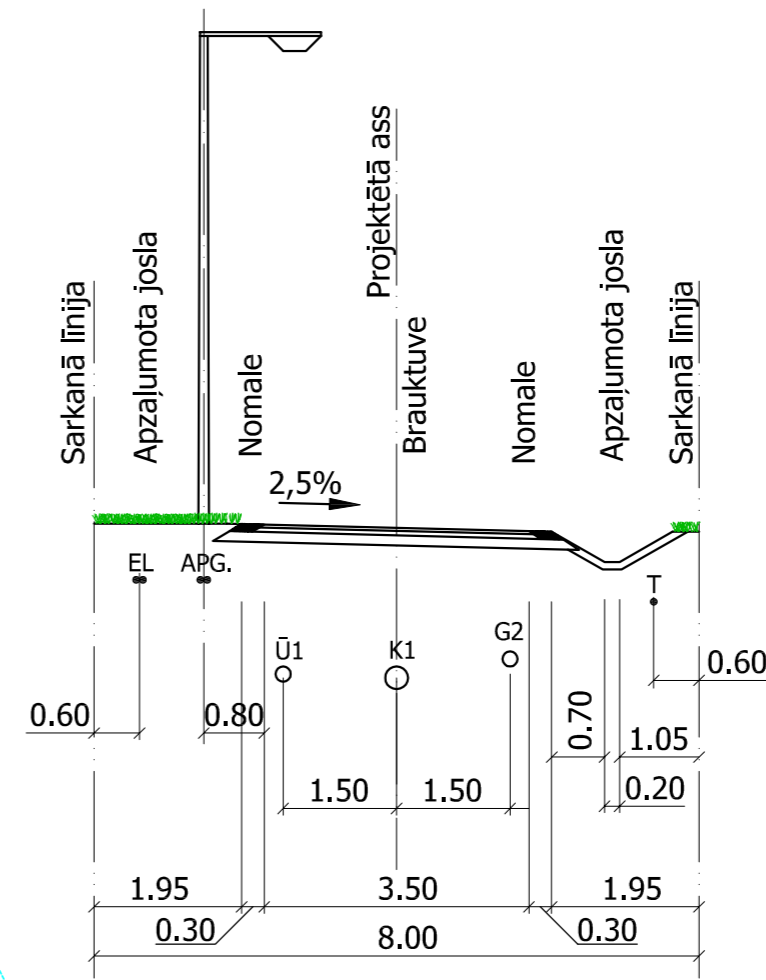 Sarkanā līnija
Apzaļumota josla
Nomale
Projektētā ass
Brauktuve
Nomale
Apzaļumota josla
Sarkanā līnija
2,5%
EL
APG.
T
Ū1
K1
G2
0.60
0.80
0.70
0.60
1.05
1.50
1.50
0.20
1.95
3.50
1.95
0.30
8.00
0.30